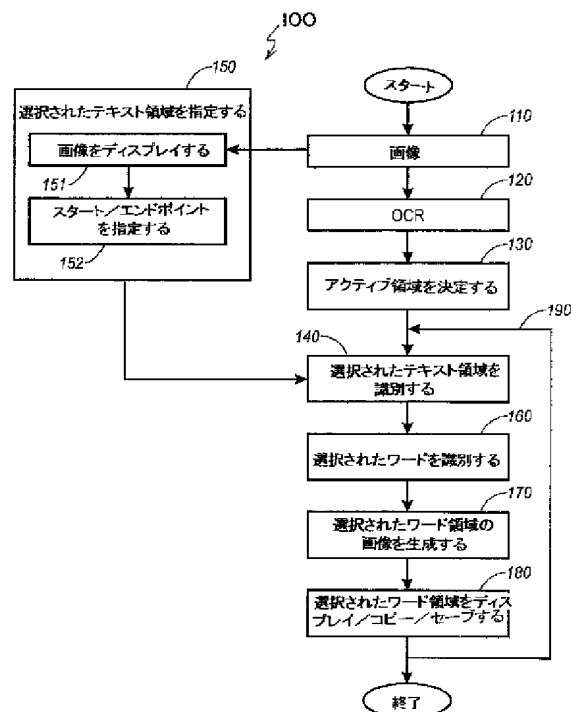 100
150
選択されたテキスト領域を指定する
画像をディスプレイする
151
スタート／エンドポイント
を指定する
152
スタート
110
画像
120
OCR
130
アクティブ領域を決定する
190
140
選択されたテキスト領域を
識別する
160
選択されたワードを識別する
170
選択されたワード領域の
画像を生成する
180
選択されたワード領域をディス
プレイ／コピー／セーブする
終了